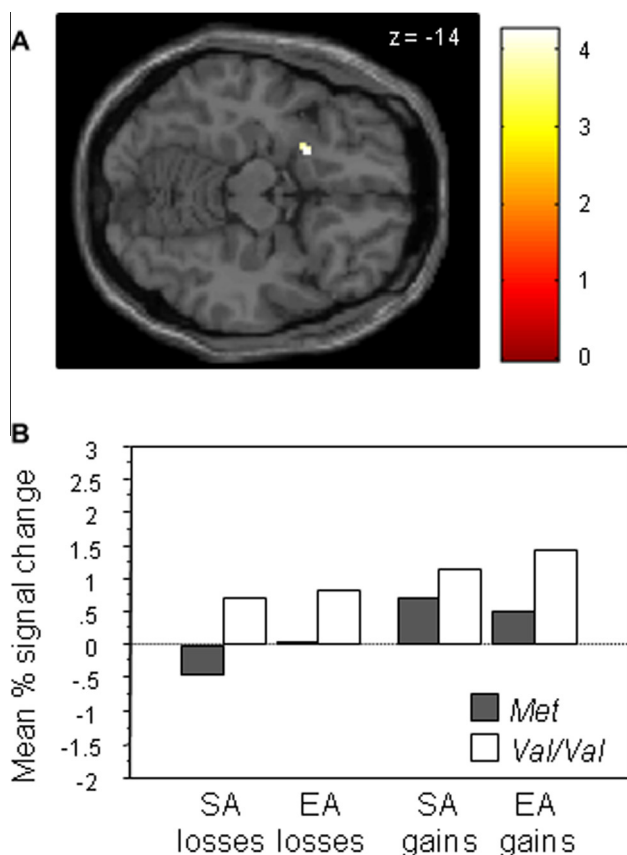 A
z = -14
4
3
2
1
0
B
3
2.5
2
1.5
1
.5
0
-.5
-1
-1.5
-2
Mean % signal change
Met
Val/Val
SA losses
EA losses
SA gains
EA gains